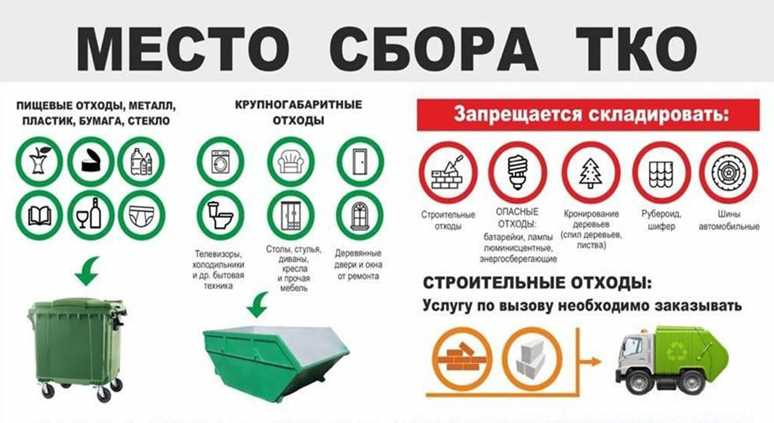 МЕСТО СБОРА ТКО
ПИЩЕВЫЕ ОТХОДЫ, МЕТАЛЛ,
ПЛАСТИК, БУМАГА, СТЕКЛО
КРУПНОГАБАРИТНЫЕ
ОТХОДЫ
Телевизоры,
холодильники
и др. бытовая
техника
Столы, стулья,
диваны,
кресла
и прочая
мебель
Деревянные
двери и окна
от ремонта
Запрещается складировать:
Строительные
отходы
ОПАСНЫЕ
ОТХОДЫ:
батарейки, лампы
люминисцентные,
энергосберегающие
Кронирование
деревьев
(спил деревьев,
листва)
Рубероид,
шифер
Шины
автомобильные
СТРОИТЕЛЬНЫЕ ОТХОДЫ:
Услугу по вызову необходимо заказывать